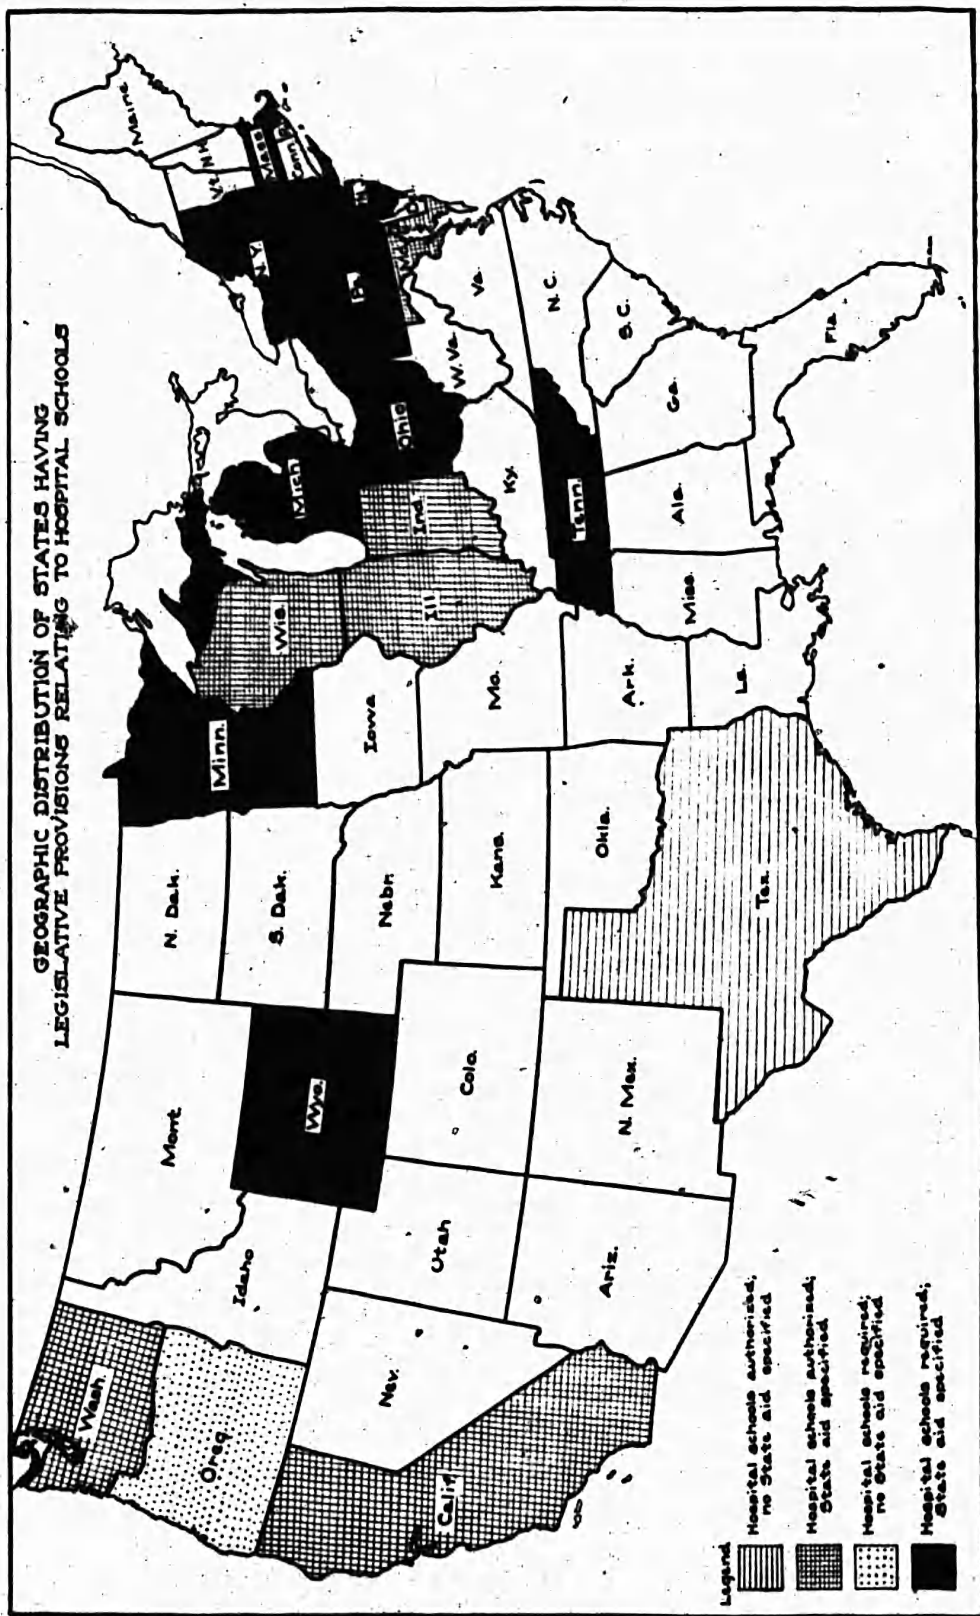 GEOGRAPHIC DISTRIBUTION OF STATES HAVING
LEGISLATIVE PROVISIONS RELATING TO HOSPITAL SCHOOLS
Wash.
Oreg.
Calif.
Nev.
Idaho
Mont.
Wyo.
Utah
Ariz.
Colo.
N. Mex.
N. Dak.
S. Dak.
Nebr.
Kans.
Okla.
Tex.
Minn.
Iowa
Mo.
Ark.
La.
Wis.
Ill.
Ind.
Mich.
Ohio
Ky.
Tenn.
Miss.
Ala.
Ga.
Fla.
S.C.
N.C.
Va.
W.Va.
Pa.
N.Y.
Vt.
N.H.
Maine
Mass.
Conn.
Legend
Hospital schools authorized;
no State aid specified
Hospital schools authorized;
State aid specified
Hospital schools required;
no State aid specified
Hospital schools required;
State aid specified